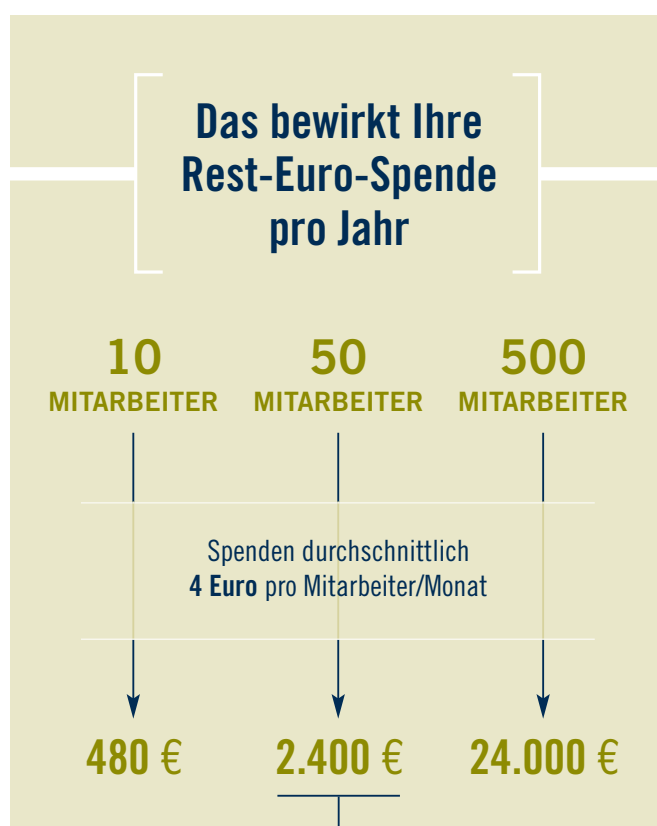 Das bewirkt Ihre
Rest-Euro-Spende
pro Jahr
10
MITARBEITER
50
MITARBEITER
500
MITARBEITER
Spenden durchschnittlich
4 Euro pro Mitarbeiter/Monat
480 €
2.400 €
24.000 €